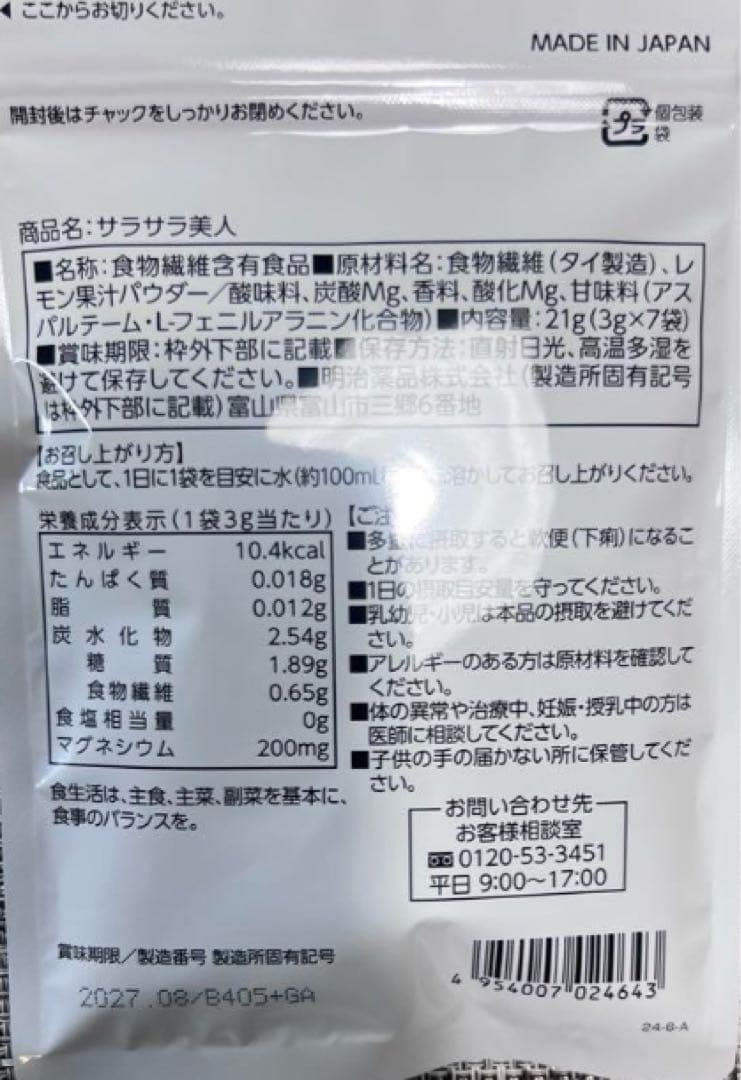 ◀ ここからお切りください。
MADE IN JAPAN
開封後はチャックをしっかりお閉めください。
プラ
個包装
袋
商品名：サラサラ美人
■名称：食物繊維含有食品■原材料名：食物繊維（タイ製造）、レ
モン果汁パウダー／酸味料、炭酸Mg、香料、酸化Mg、甘味料（アス
パルテーム・L-フェニルアラニン化合物）■内容量：21g（3g×7袋）
■賞味期限：枠外下部に記載■保存方法：直射日光、高温多湿を
避けて保存してください。■明治薬品株式会社（製造所固有記号
は枠外下部に記載）富山県富山市三郷6番地
【お召し上がり方】
食品として、1日に1袋を目安に水（約100ml 溶かしてお召し上がりください。
栄養成分表示（1袋3g当たり）
エネルギー 10.4kcal
たんぱく質 0.018g
脂質 0.012g
炭水化物 2.54g
糖質 1.89g
食物繊維 0.65g
食塩相当量 0g
マグネシウム 200mg
食生活は、主食、主菜、副菜を基本に、
食事のバランスを。
【ご注
■多量に摂取すると軟便（下痢）になるこ
とがあります。
■1日の摂取目安量を守ってください。
■乳幼児・小児は本品の摂取を避けてくだ
さい。
■アレルギーのある方は原材料を確認して
ください。
■体の異常や治療中、妊娠・授乳中の方は
医師に相談してください。
■子供の手の届かない所に保管してくだ
さい。
お問い合わせ先
お客様相談室
0120-53-3451
平日 9:00～17:00
賞味期限／製造番号 製造所固有記号
2027.08/B405+GA
4 954007 024643
24-6-A